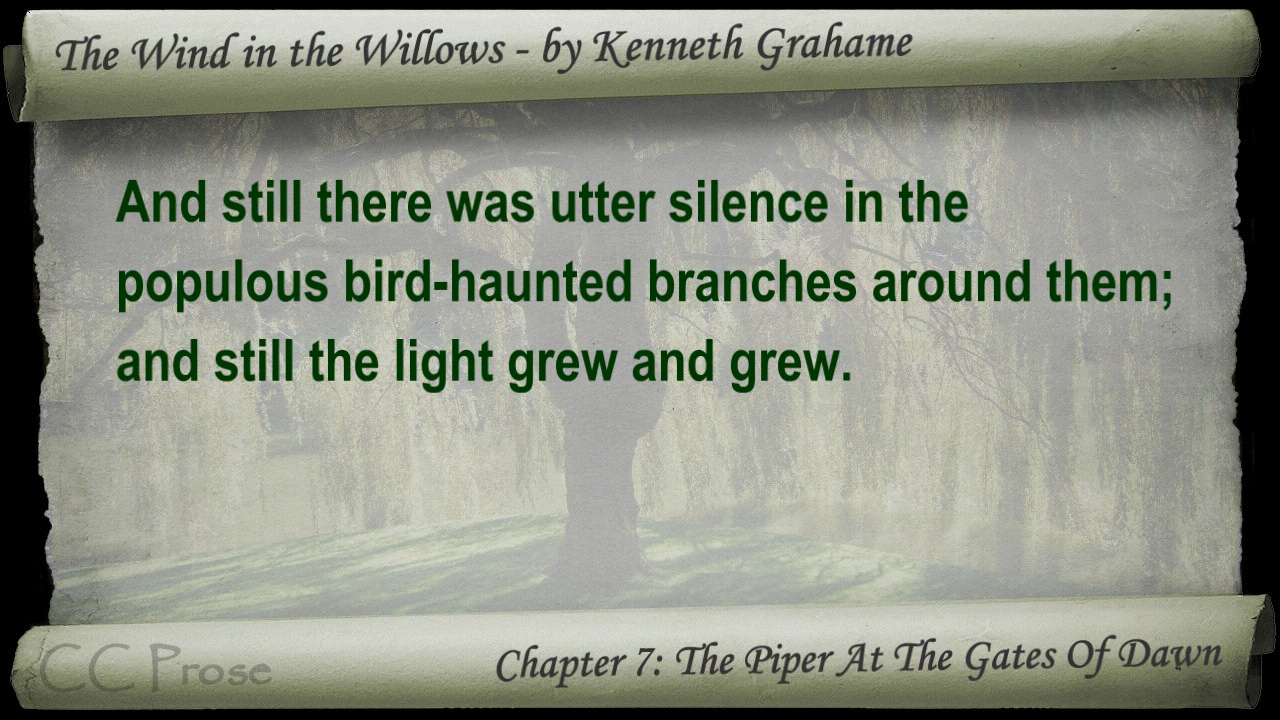 The Wind in the Willows - by Kenneth Grahame
And still there was utter silence in the
populous bird-haunted branches around them;
and still the light grew and grew.
CC Prose
Chapter 7: The Piper At The Gates Of Dawn